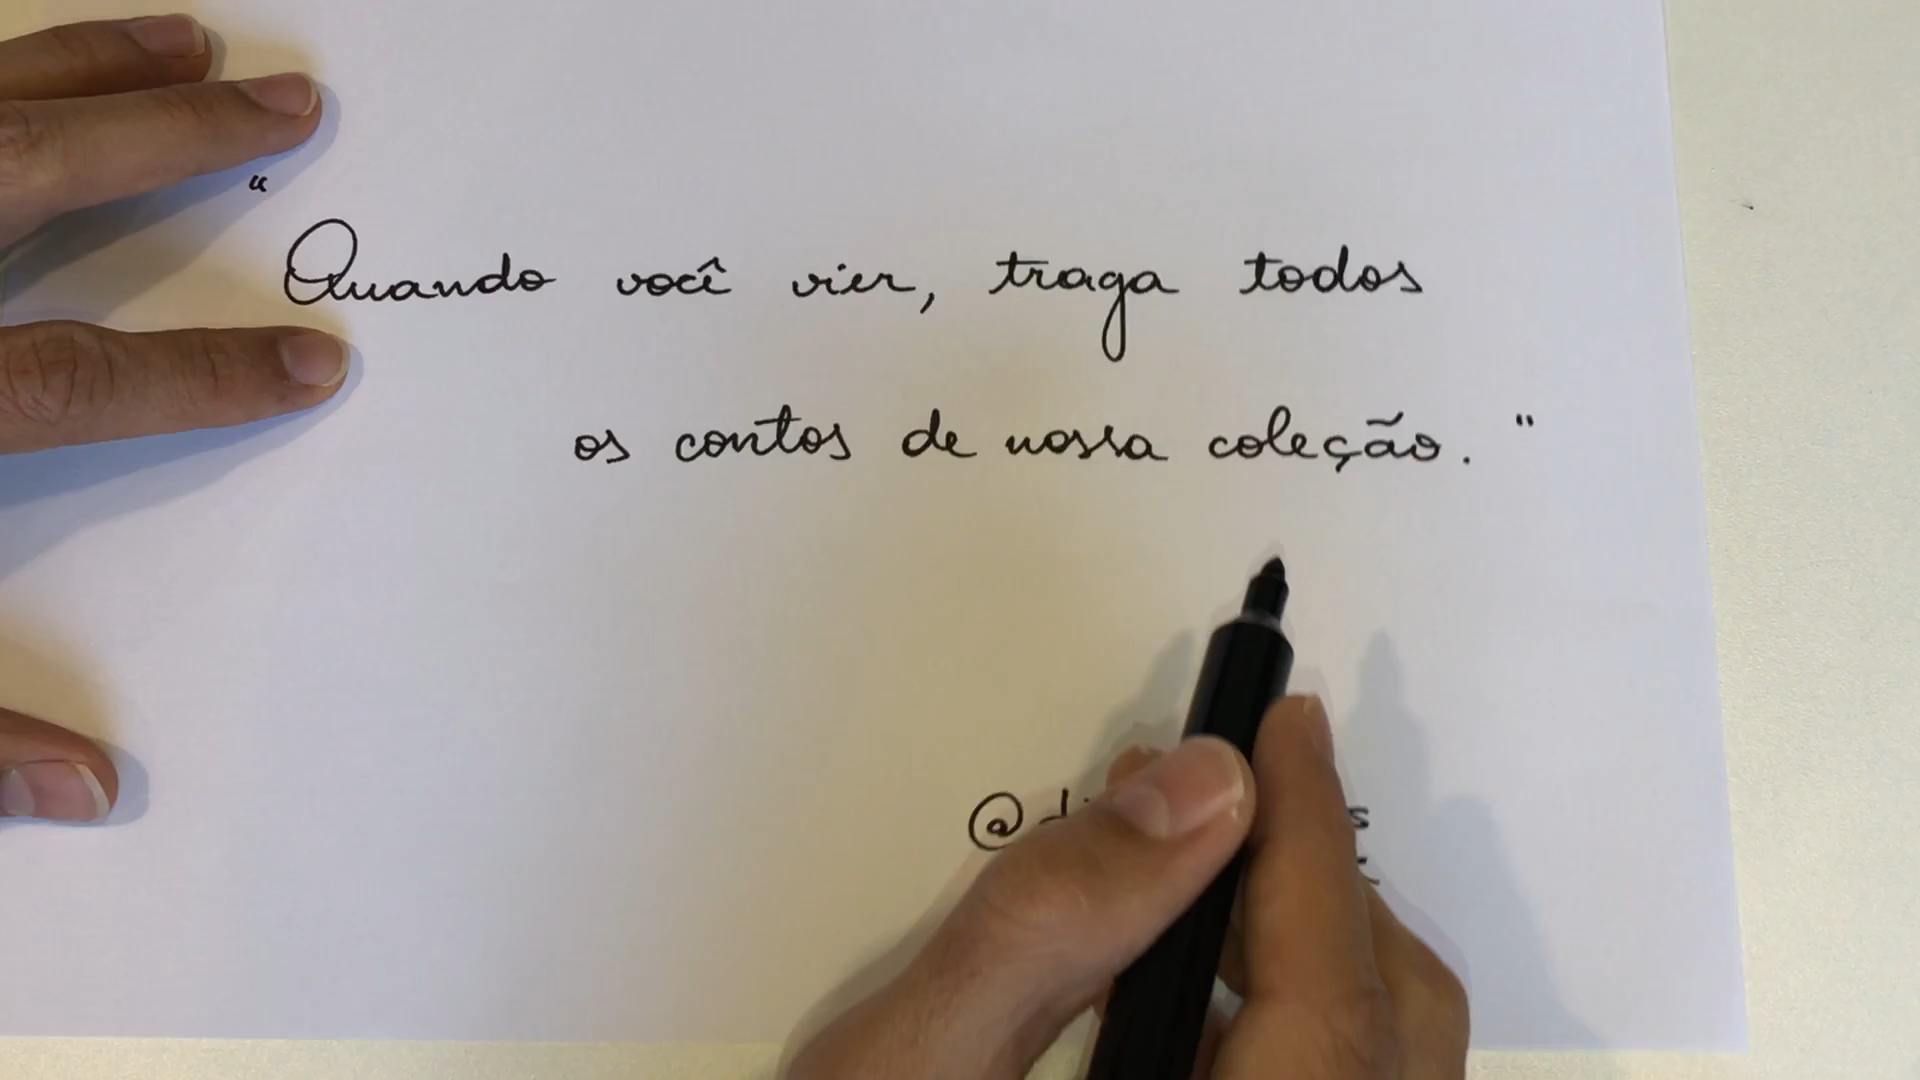 "Quando você vier, traga todos
os contos de nossa coleção."